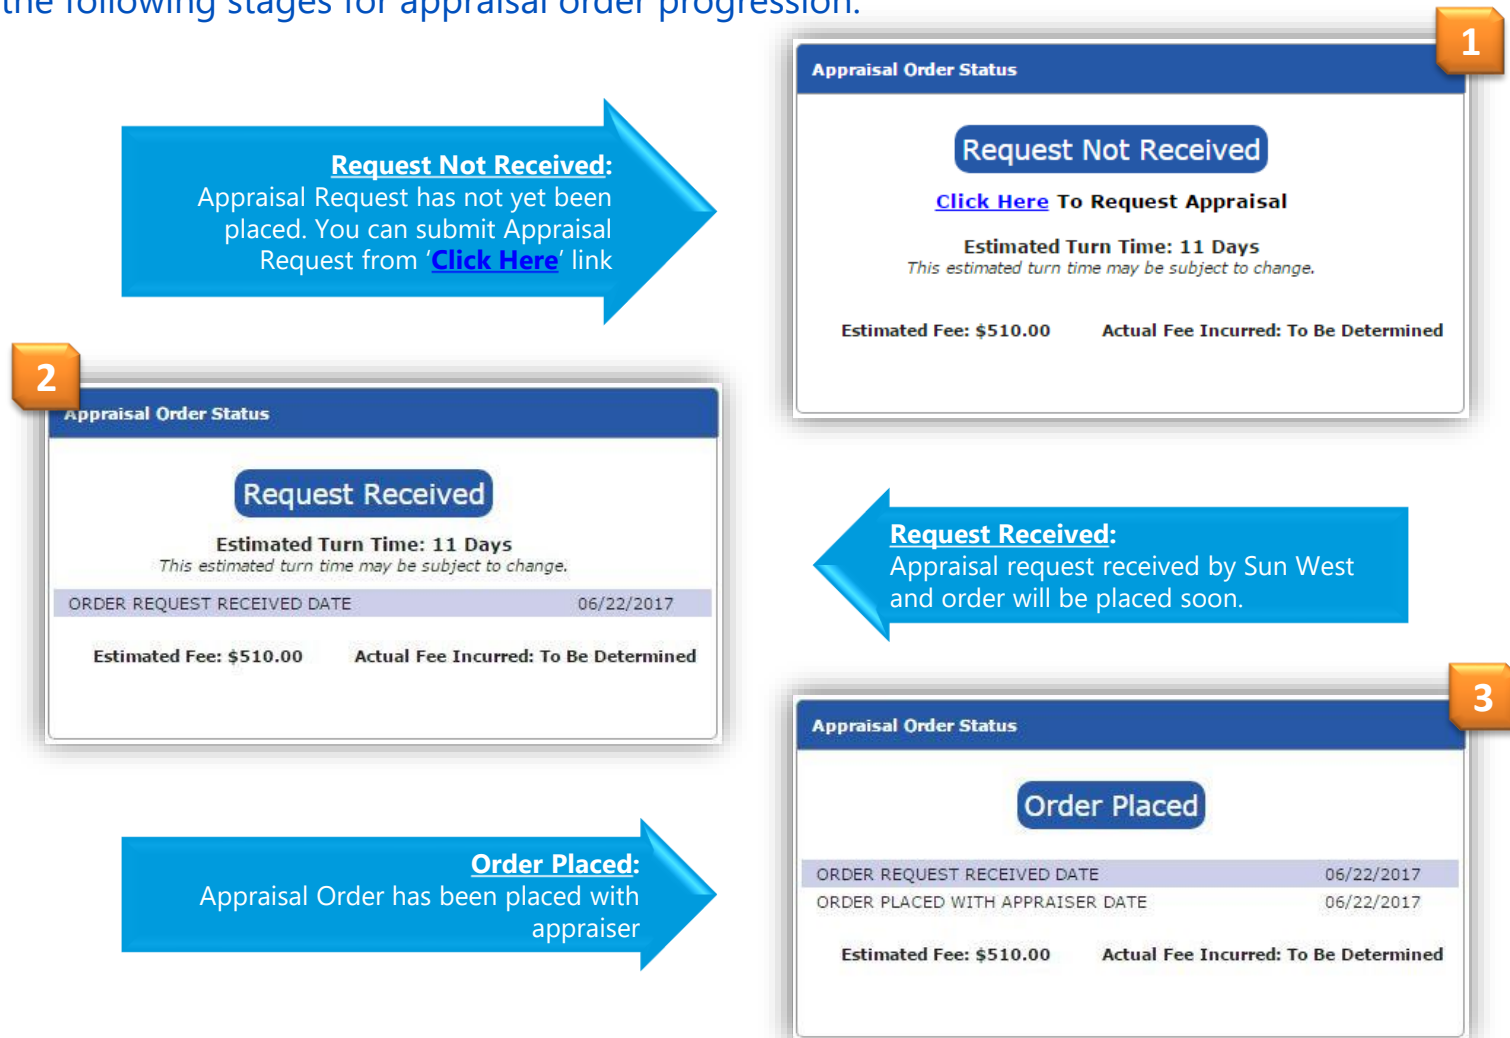 the following stages for appraisal order progression:
1
Appraisal Order Status
Request Not Received
Click Here To Request Appraisal
Estimated Turn Time: 11 Days
This estimated turn time may be subject to change.
Estimated Fee: $510.00 Actual Fee Incurred: To Be Determined
Request Not Received:
Appraisal Request has not yet been
placed. You can submit Appraisal
Request from ‘Click Here’ link
2
Appraisal Order Status
Request Received
Estimated Turn Time: 11 Days
This estimated turn time may be subject to change.
ORDER REQUEST RECEIVED DATE 06/22/2017
Estimated Fee: $510.00 Actual Fee Incurred: To Be Determined
Request Received:
Appraisal request received by Sun West
and order will be placed soon.
3
Appraisal Order Status
Order Placed
ORDER REQUEST RECEIVED DATE 06/22/2017
ORDER PLACED WITH APPRAISER DATE 06/22/2017
Estimated Fee: $510.00 Actual Fee Incurred: To Be Determined
Order Placed:
Appraisal Order has been placed with
appraiser